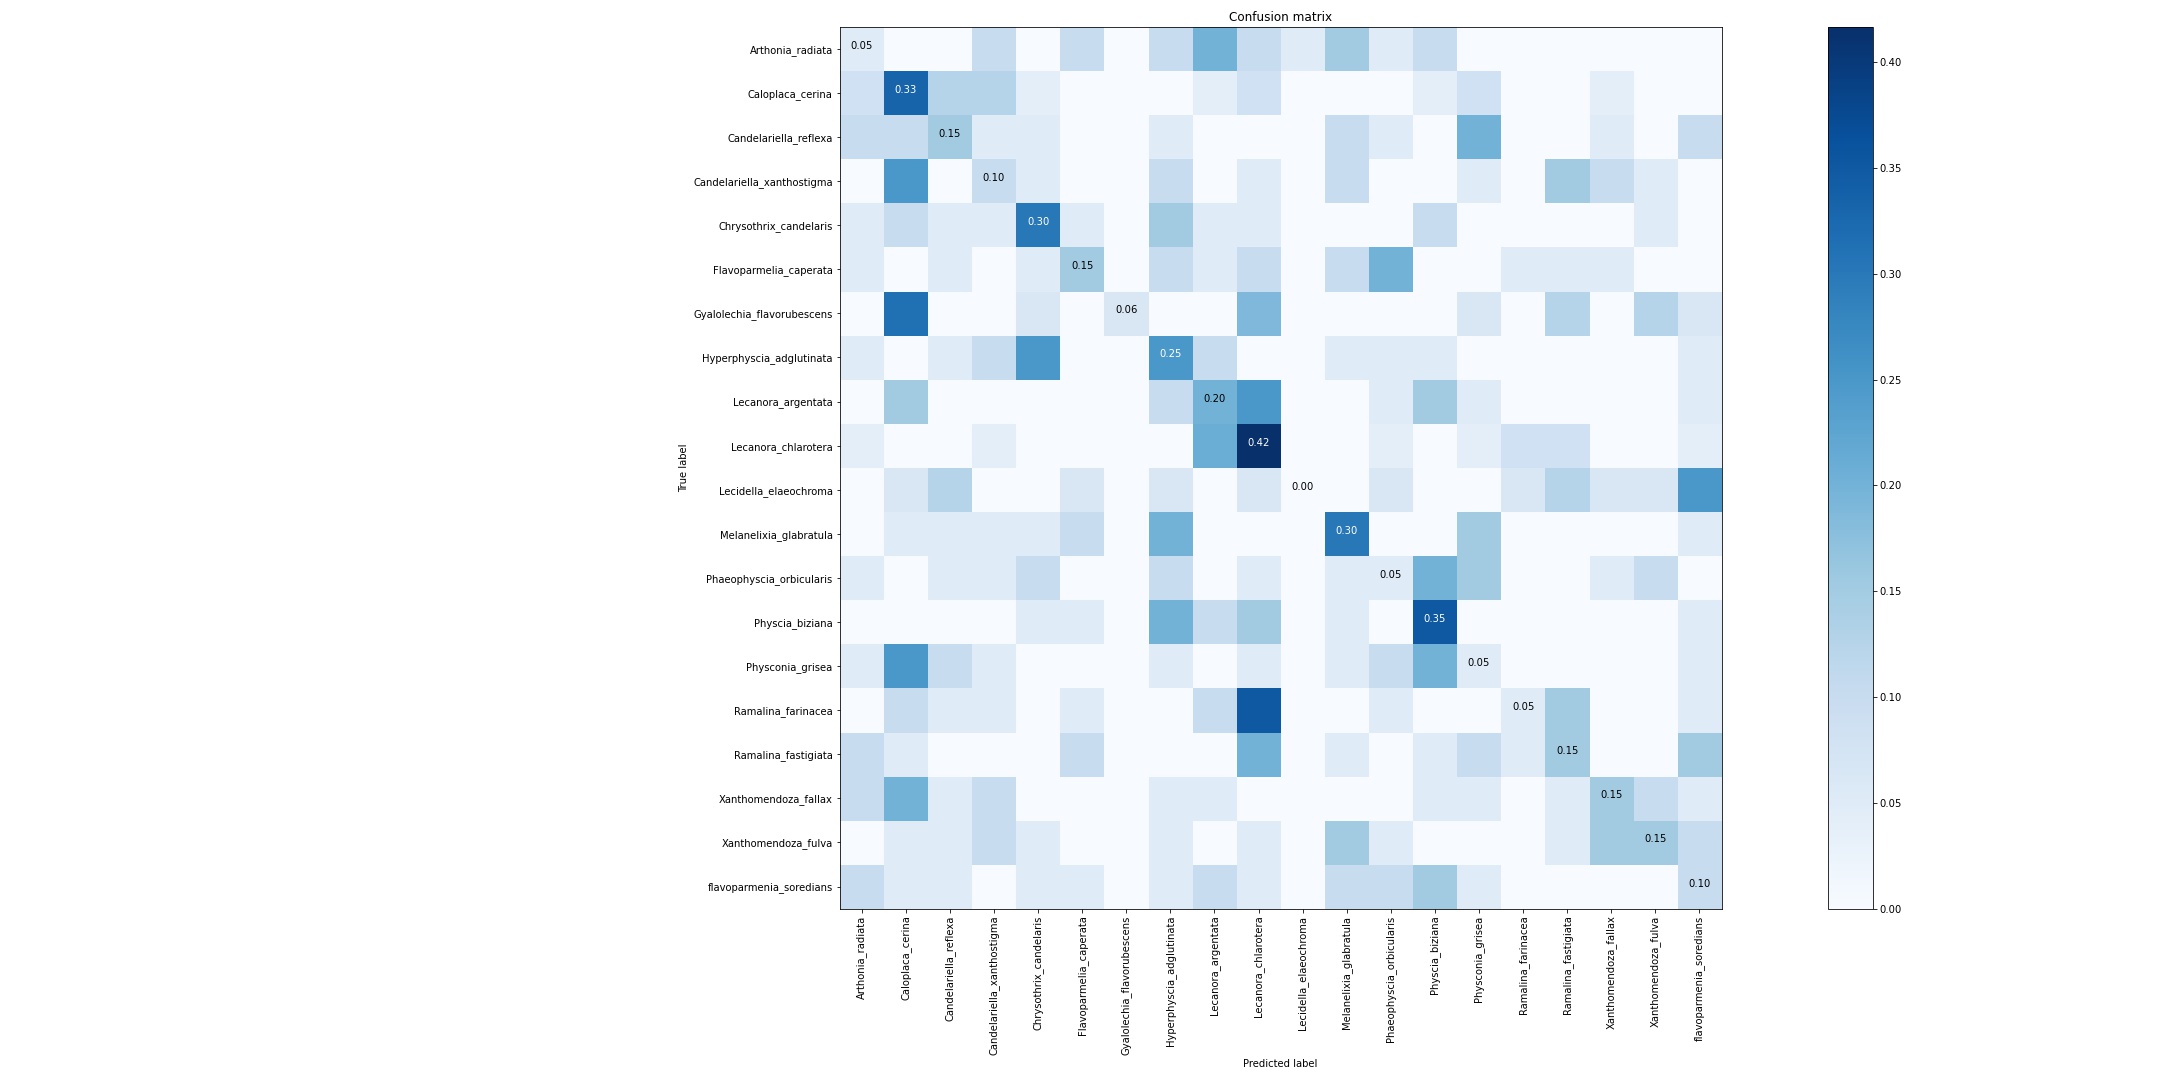 Confusion matrix
Arthonia_radiata
Caloplaca_cerina
Candelariella_reflexa
Candelariella_xanthostigma
Chrysothrix_candelaris
Flavoparmelia_caperata
Gyalolechia_flavorubescens
Hyperphyscia_adglutinata
Lecanora_argentata
Lecanora_chlarotera
Lecidella_elaeochroma
Melanelixia_glabratula
Phaeophyscia_orbicularis
Physcia_biziana
Physconia_grisea
Ramalina_farinacea
Ramalina_fastigiata
Xanthomendoza_fallax
Xanthomendoza_fulva
flavoparmenia_soredians
True label
0.05
0.33
0.15
0.10
0.30
0.15
0.06
0.25
0.20
0.42
0.00
0.30
0.05
0.35
0.05
0.05
0.15
0.15
0.15
0.10
Arthonia_radiata
Caloplaca_cerina
Candelariella_reflexa
Candelariella_xanthostigma
Chrysothrix_candelaris
Flavoparmelia_caperata
Gyalolechia_flavorubescens
Hyperphyscia_adglutinata
Lecanora_argentata
Lecanora_chlarotera
Lecidella_elaeochroma
Melanelixia_glabratula
Phaeophyscia_orbicularis
Physcia_biziana
Physconia_grisea
Ramalina_farinacea
Ramalina_fastigiata
Xanthomendoza_fallax
Xanthomendoza_fulva
flavoparmenia_soredians
Predicted label
0.40
0.35
0.30
0.25
0.20
0.15
0.10
0.05
0.00